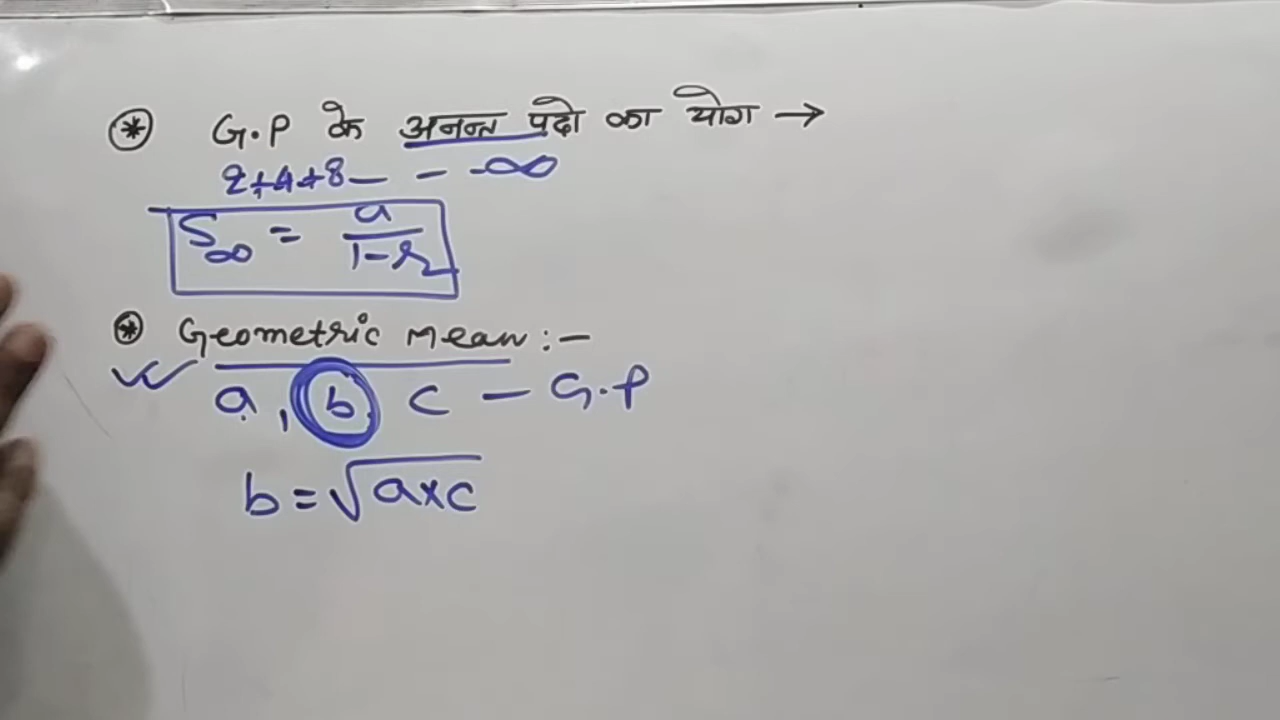 * G.P के अनन्त पदो का योग →
2+4+8— — -∞
S∞ = a/1-r
* Geometric Mean :-
a, b c — G.P
b = √a×c